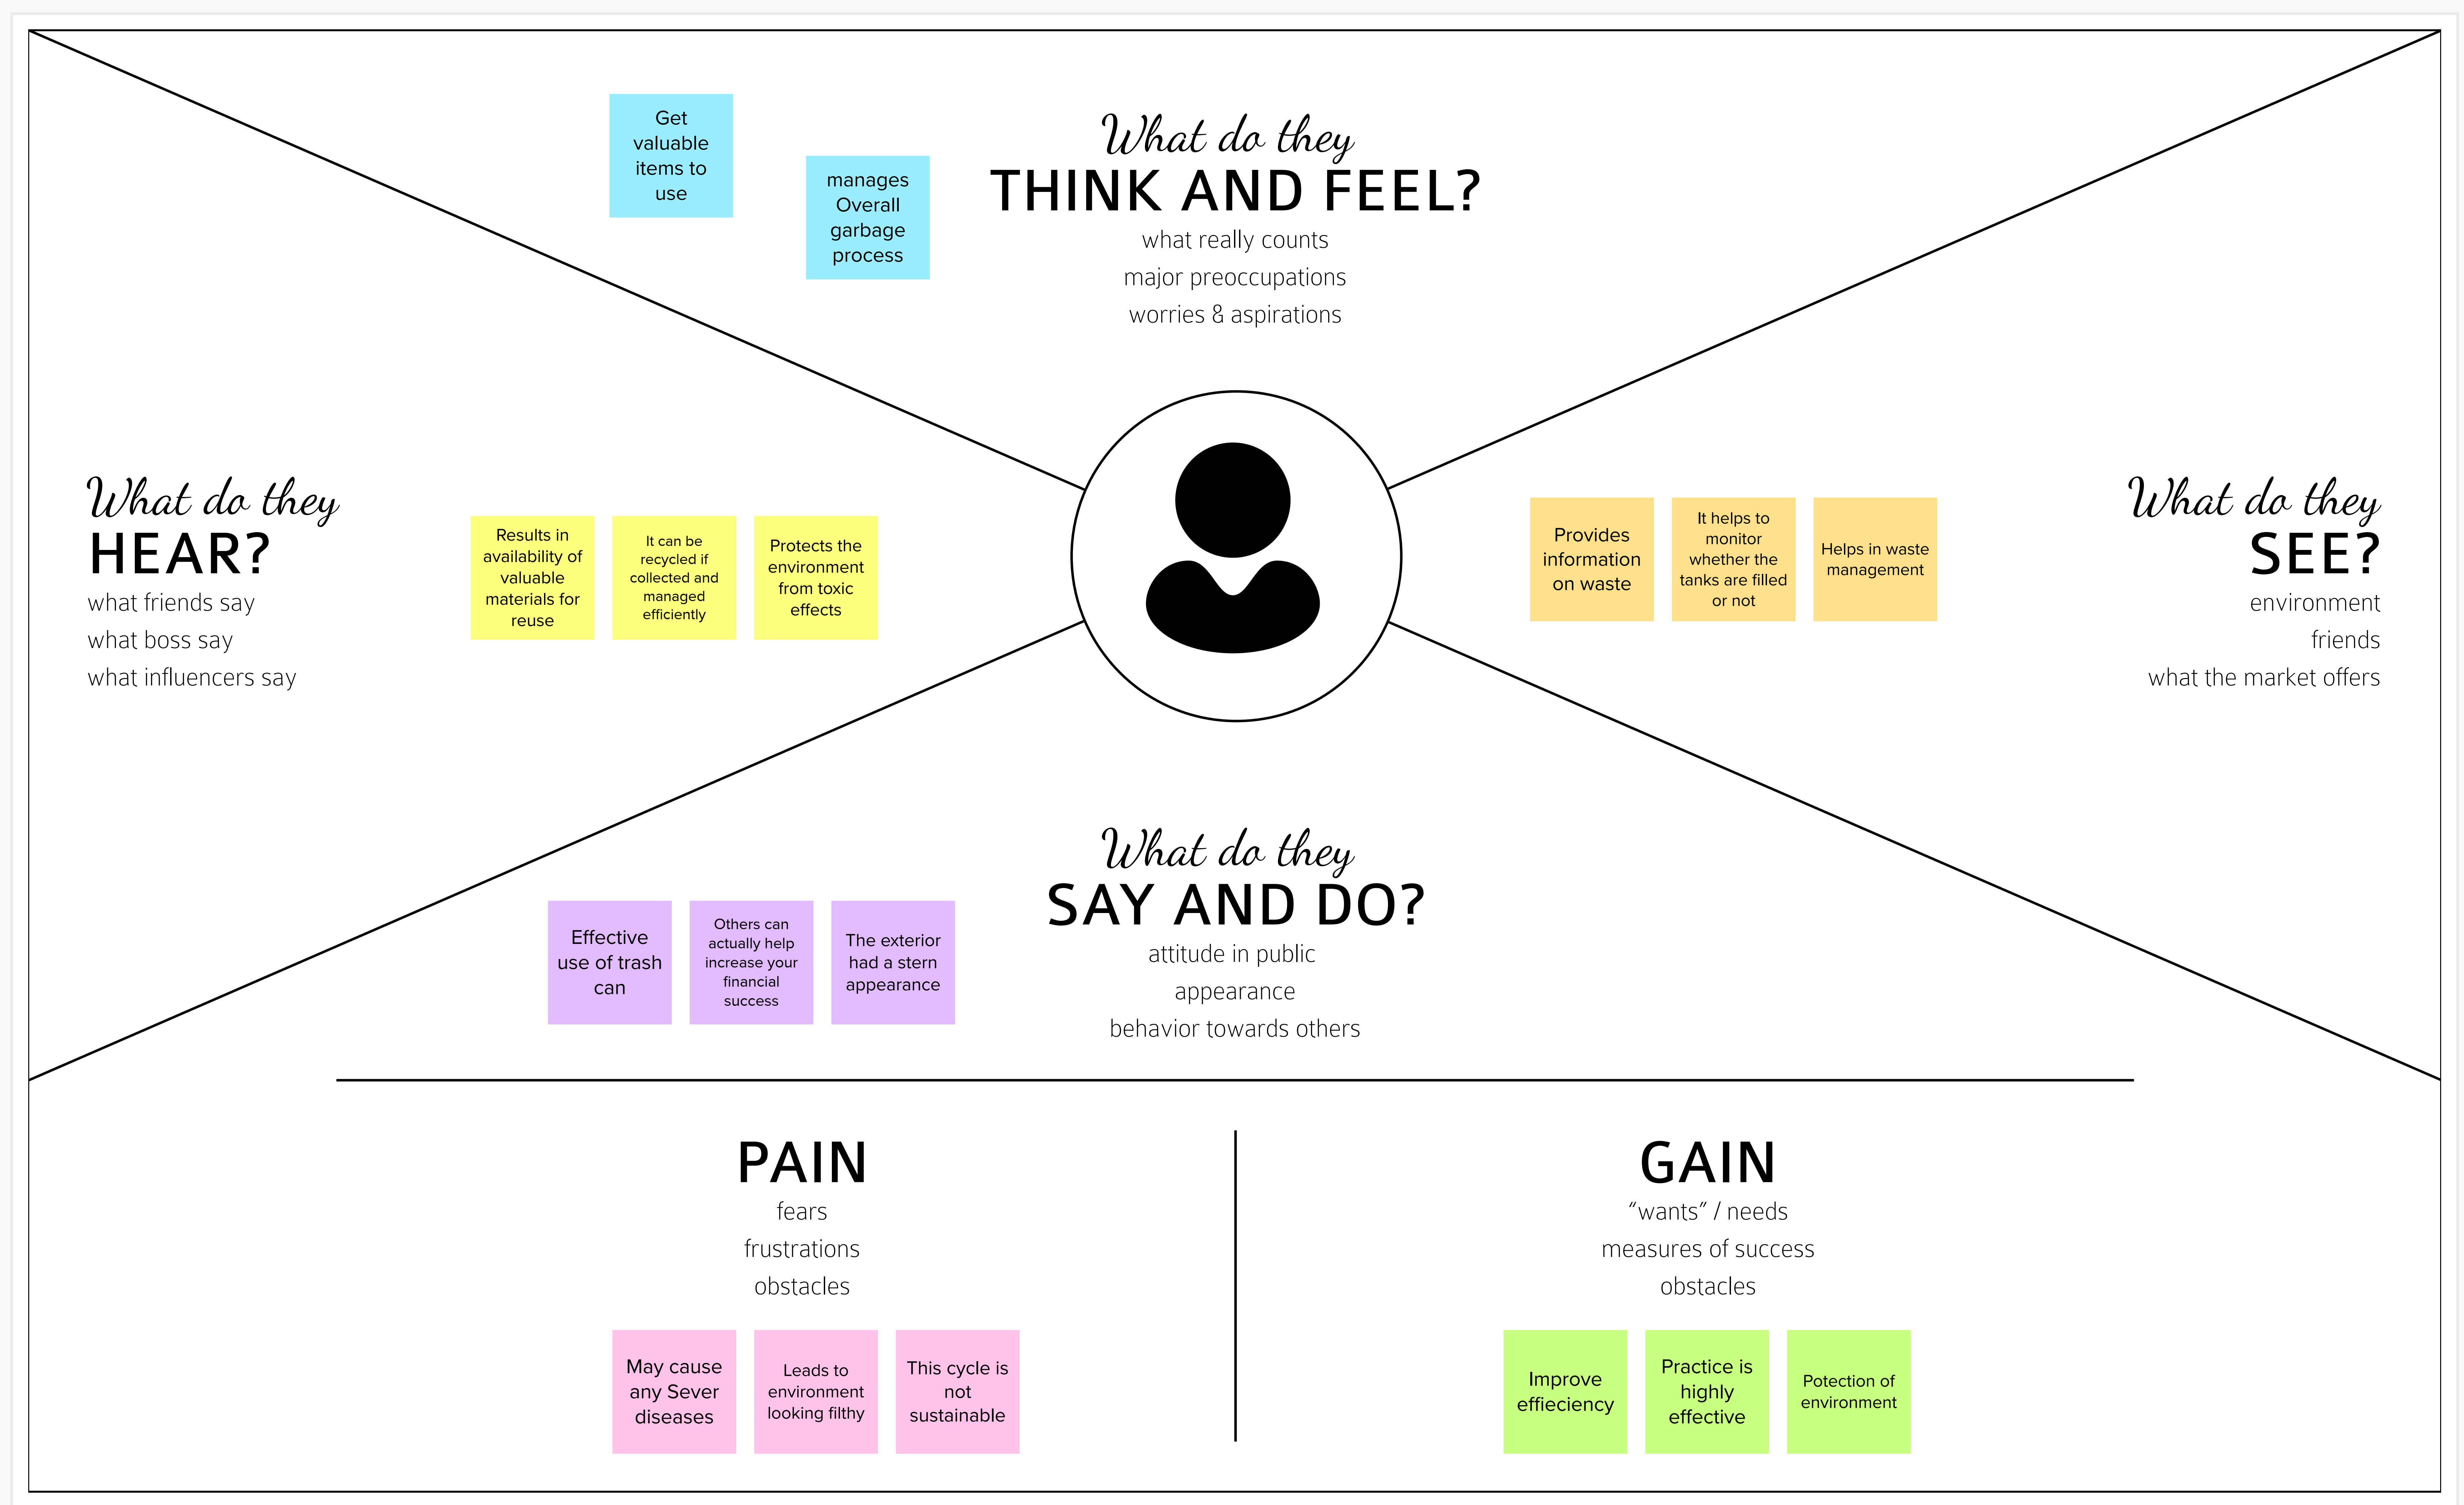 Get
valuable
items to
use
manages
Overall
garbage
process
What do they
THINK AND FEEL?
what really counts
major preoccupations
worries & aspirations
What do they
HEAR?
what friends say
what boss say
what influencers say
Results in
availability of
valuable
materials for
reuse
It can be
recycled if
collected and
managed
efficiently
Protects the
environment
from toxic
effects
Provides
information
on waste
It helps to
monitor
whether the
tanks are filled
or not
Helps in waste
management
What do they
SEE?
environment
friends
what the market offers
What do they
SAY AND DO?
attitude in public
appearance
behavior towards others
Effective
use of trash
can
Others can
actually help
increase your
financial
success
The exterior
had a stern
appearance
PAIN
fears
frustrations
obstacles
May cause
any Sever
diseases
Leads to
environment
looking filthy
This cycle is
not
sustainable
GAIN
“wants” / needs
measures of success
obstacles
Improve
effieciency
Practice is
highly
effective
Potection of
environment